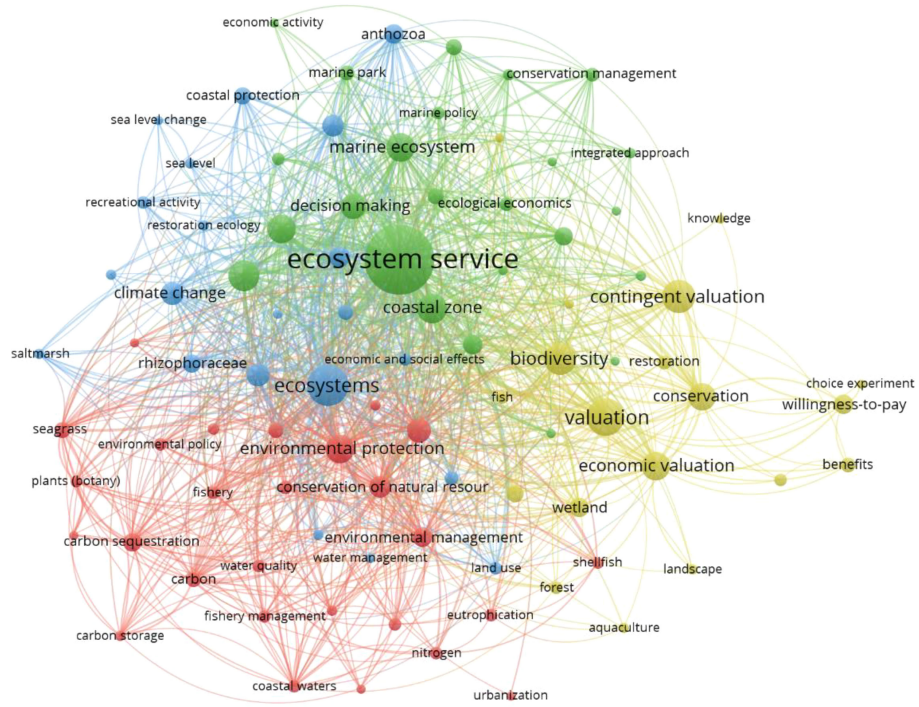 economic activity
anthozoa
marine park
conservation management
coastal protection
marine policy
sea level change
marine ecosystem
integrated approach
sea level
recreational activity
decision making
ecological economics
restoration ecology
knowledge
ecosystem service
climate change
contingent valuation
coastal zone
saltmarsh
rhizophoraceae
economic and social effects
biodiversity
restoration
ecosystems
choice experiment
fish
conservation
willingness-to-pay
valuation
seagrass
environmental policy
environmental protection
economic valuation
benefits
plants (botany)
fishery
conservation of natural resour
wetland
carbon sequestration
environmental management
water management
water quality
land use
shellfish
landscape
carbon
forest
fishery management
eutrophication
aquaculture
carbon storage
nitrogen
coastal waters
urbanization